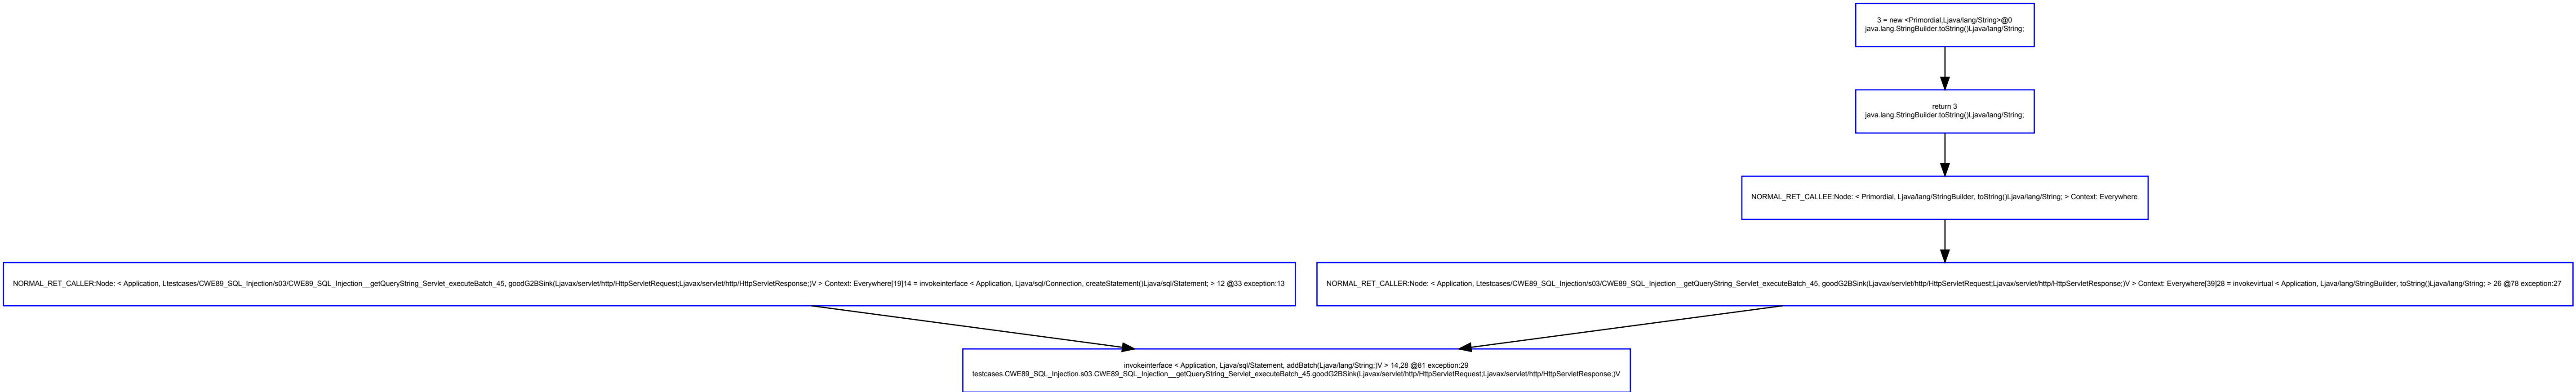 3 = new <Primordial,Ljava/lang/String>@0
java.lang.StringBuilder.toString()Ljava/lang/String;
return 3
java.lang.StringBuilder.toString()Ljava/lang/String;
NORMAL_RET_CALLEE:Node: < Primordial, Ljava/lang/StringBuilder, toString()Ljava/lang/String; > Context: Everywhere
NORMAL_RET_CALLER:Node: < Application, Ltestcases/CWE89_SQL_Injection/s03/CWE89_SQL_Injection__getQueryString_Servlet_executeBatch_45, goodG2BSink(Ljavax/servlet/http/HttpServletRequest;Ljavax/servlet/http/HttpServletResponse;)V > Context: Everywhere[19]14 = invokeinterface < Application, Ljava/sql/Connection, createStatement()Ljava/sql/Statement; > 12 @33 exception:13
NORMAL_RET_CALLER:Node: < Application, Ltestcases/CWE89_SQL_Injection/s03/CWE89_SQL_Injection__getQueryString_Servlet_executeBatch_45, goodG2BSink(Ljavax/servlet/http/HttpServletRequest;Ljavax/servlet/http/HttpServletResponse;)V > Context: Everywhere[39]28 = invokevirtual < Application, Ljava/lang/StringBuilder, toString()Ljava/lang/String; > 26 @78 exception:27
invokeinterface < Application, Ljava/sql/Statement, addBatch(Ljava/lang/String;)V > 14,28 @81 exception:29
testcases.CWE89_SQL_Injection.s03.CWE89_SQL_Injection__getQueryString_Servlet_executeBatch_45.goodG2BSink(Ljavax/servlet/http/HttpServletRequest;Ljavax/servlet/http/HttpServletResponse;)V